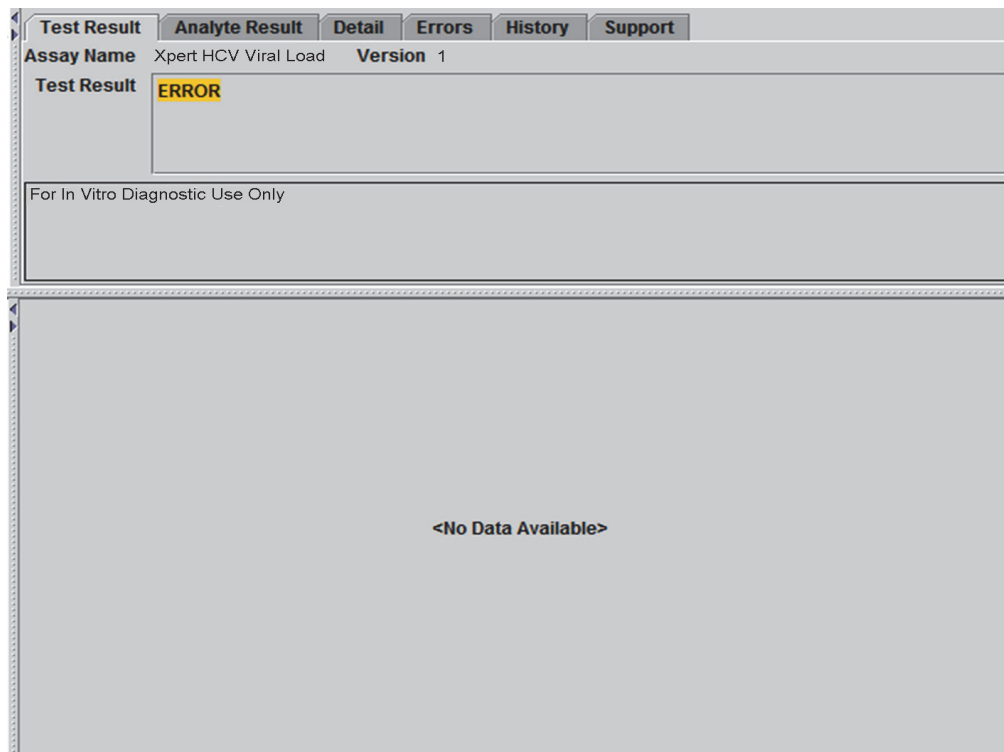 Test Result Analyte Result Detail Errors History Support
Assay Name Xpert HCV Viral Load Version 1
Test Result ERROR
For In Vitro Diagnostic Use Only
<No Data Available>